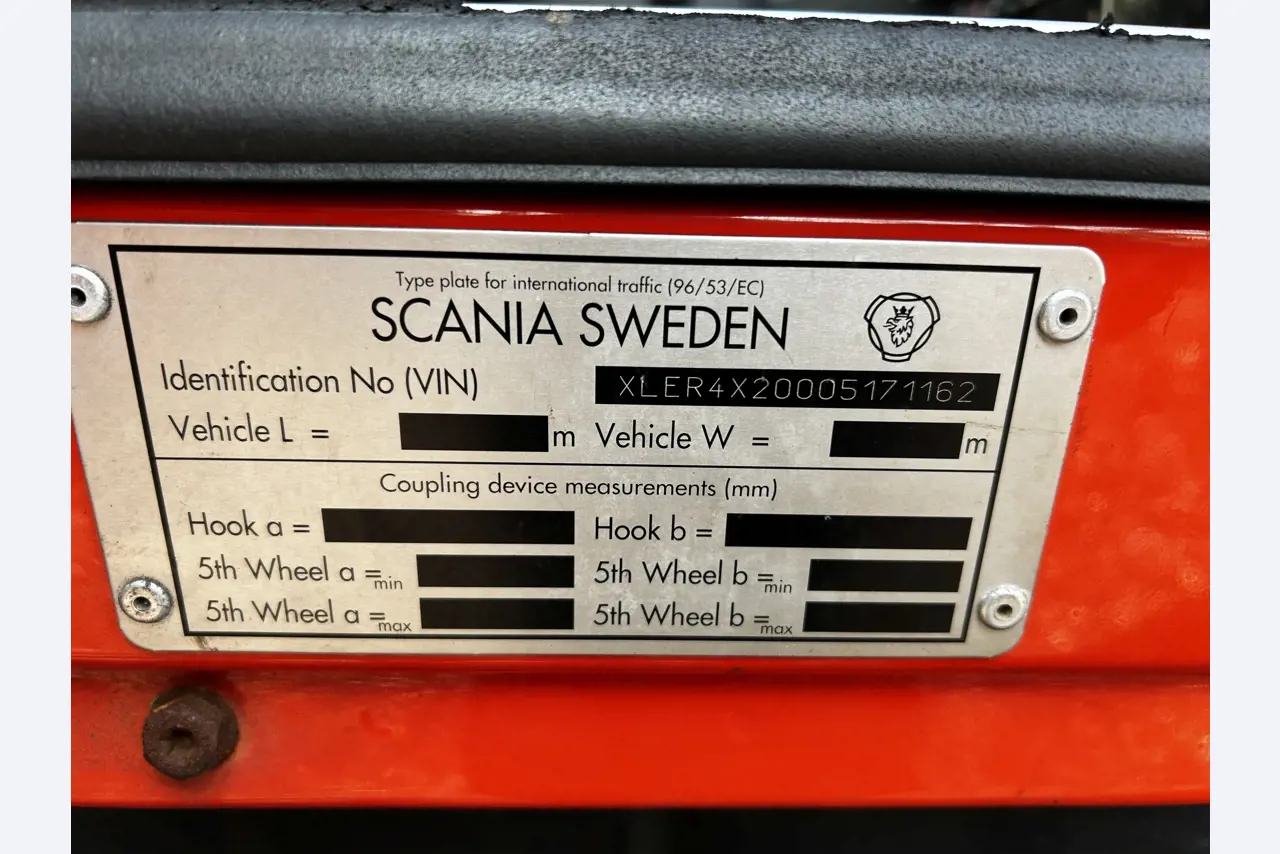 Type plate for international traffic (96/53/EC)
SCANIA SWEDEN
Identification No (VIN) XLER4X20005171162
Vehicle L = m Vehicle W = m
Coupling device measurements (mm)
Hook a = Hook b =
5th Wheel a =min 5th Wheel b =min
5th Wheel a =max 5th Wheel b =max